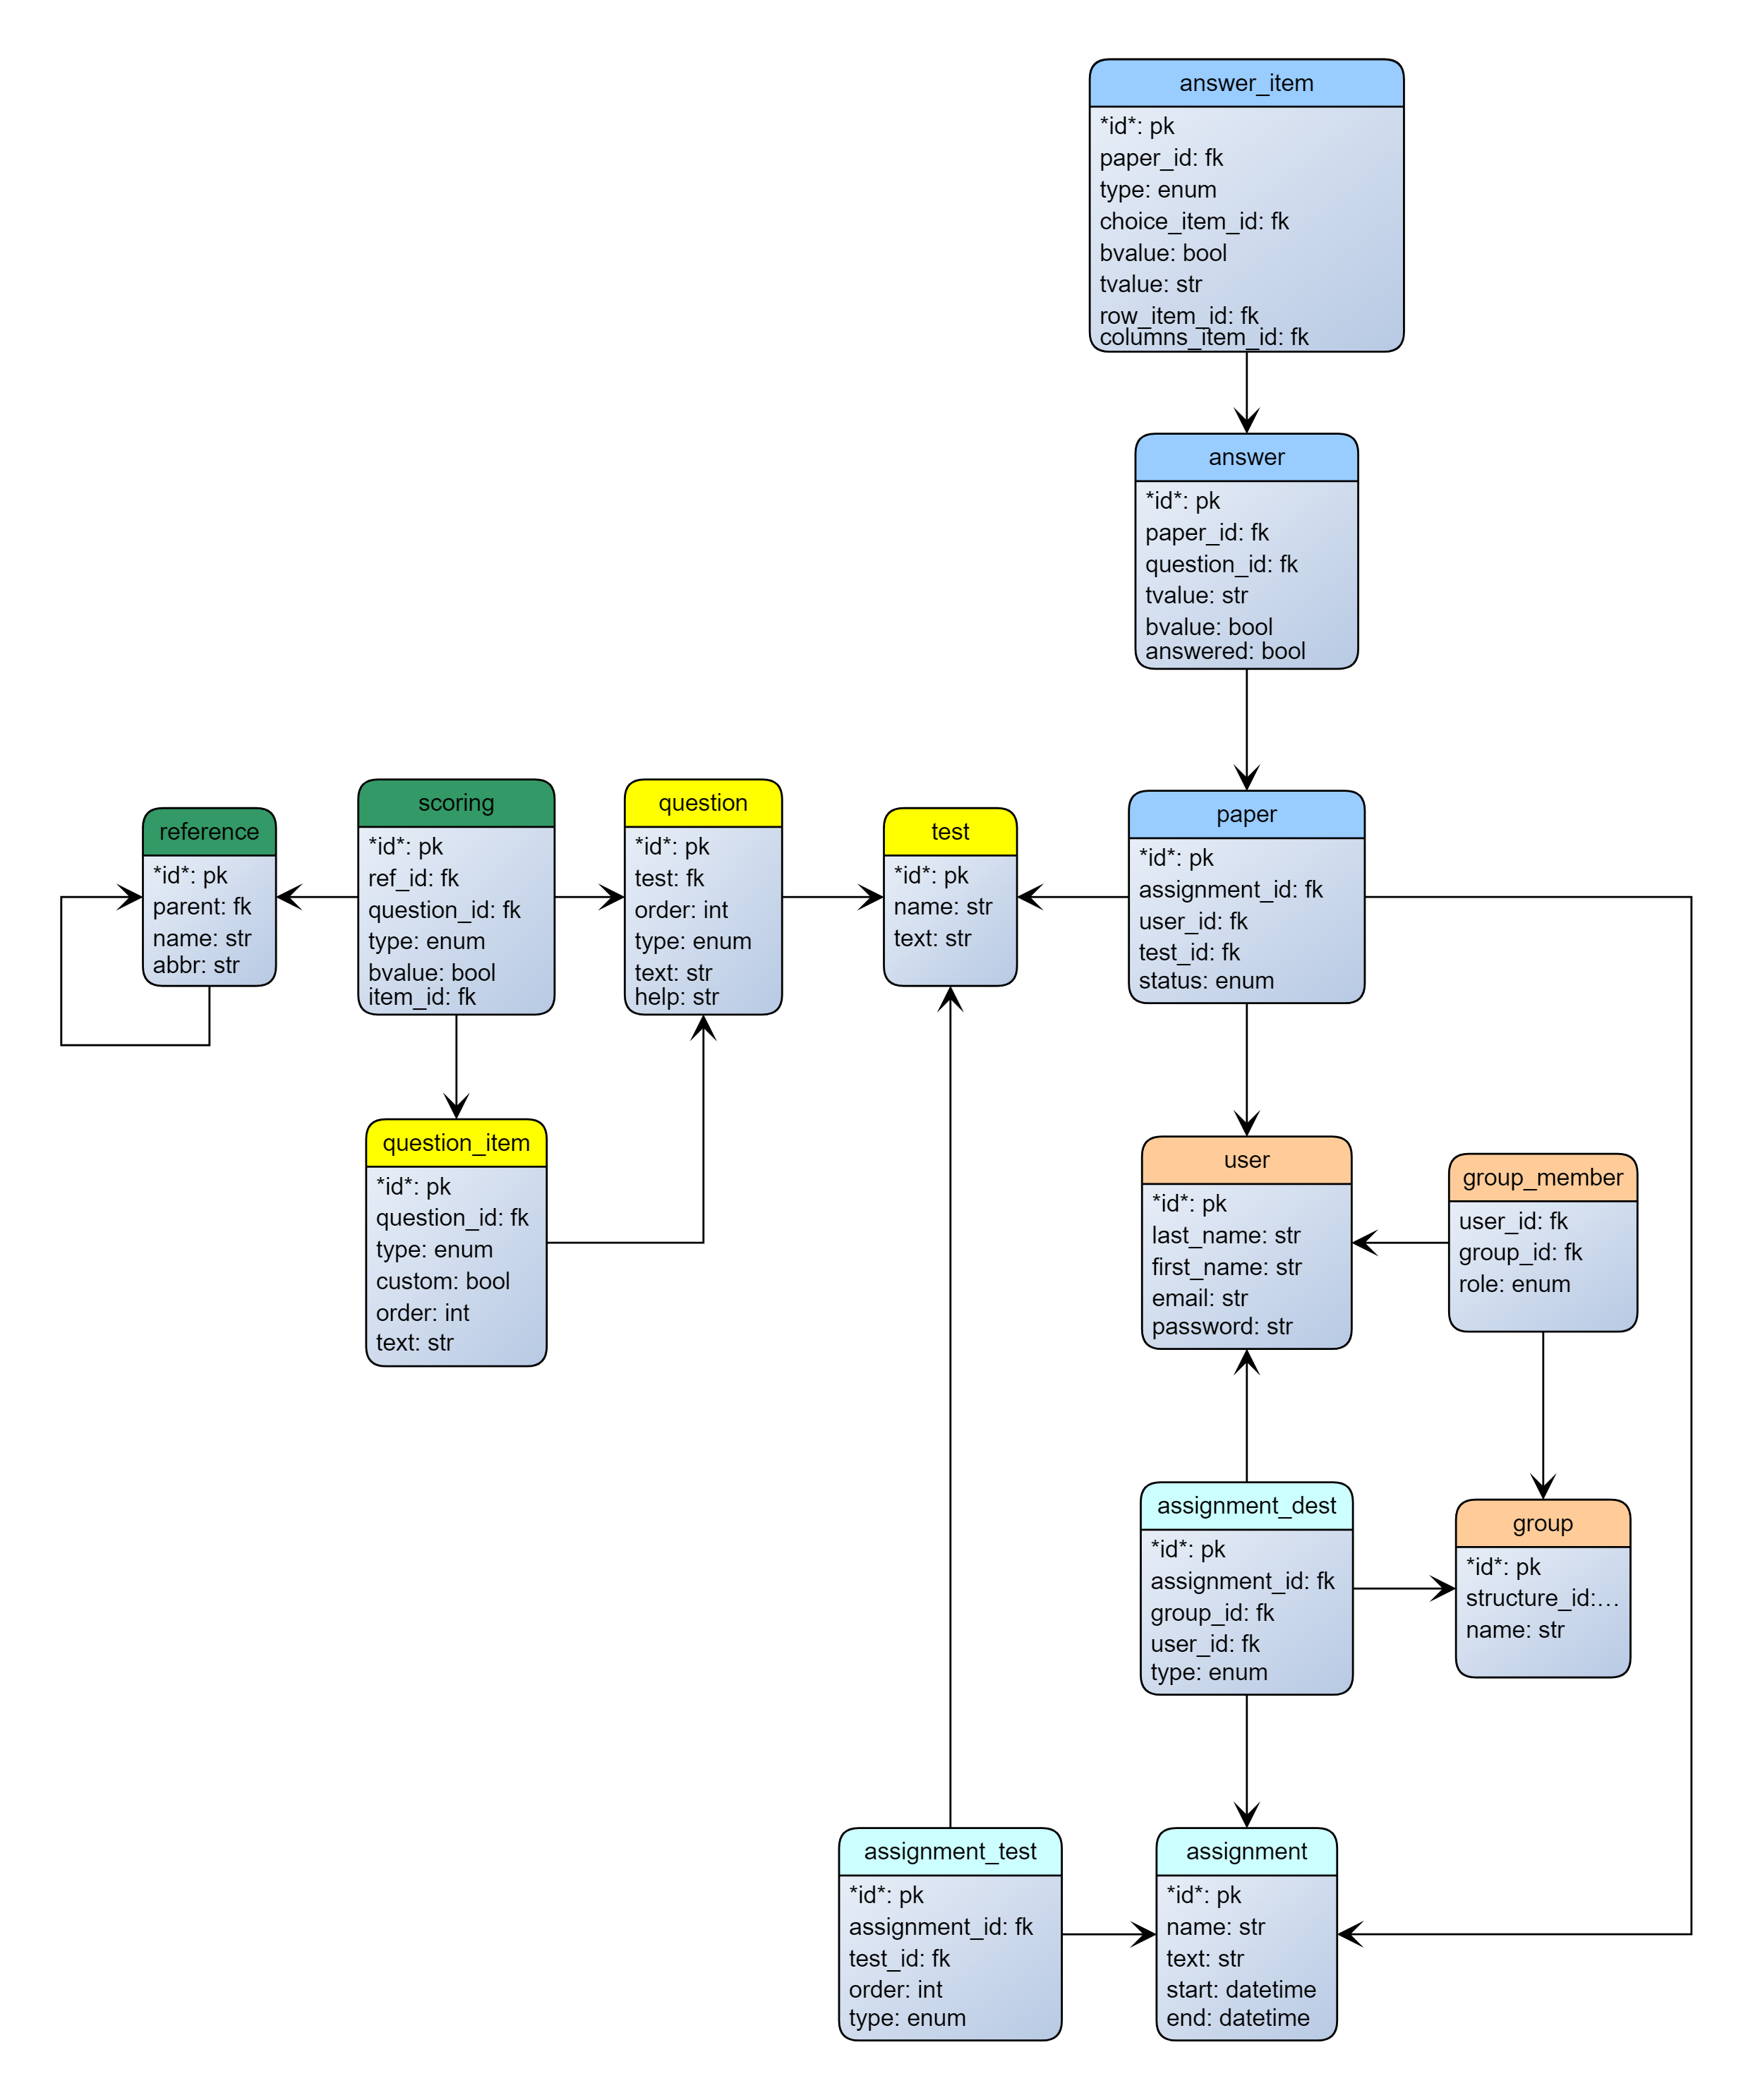 answer_item
*id*: pk
paper_id: fk
type: enum
choice_item_id: fk
bvalue: bool
tvalue: str
row_item_id: fk
columns_item_id: fk
answer
*id*: pk
paper_id: fk
question_id: fk
tvalue: str
bvalue: bool
answered: bool
reference
*id*: pk
parent: fk
name: str
abbr: str
scoring
*id*: pk
ref_id: fk
question_id: fk
type: enum
bvalue: bool
item_id: fk
question
*id*: pk
test: fk
order: int
type: enum
text: str
help: str
test
*id*: pk
name: str
text: str
paper
*id*: pk
assignment_id: fk
user_id: fk
test_id: fk
status: enum
question_item
*id*: pk
question_id: fk
type: enum
custom: bool
order: int
text: str
user
*id*: pk
last_name: str
first_name: str
email: str
password: str
group_member
user_id: fk
group_id: fk
role: enum
assignment_dest
*id*: pk
assignment_id: fk
group_id: fk
user_id: fk
type: enum
group
*id*: pk
structure_id:…
name: str
assignment_test
*id*: pk
assignment_id: fk
test_id: fk
order: int
type: enum
assignment
*id*: pk
name: str
text: str
start: datetime
end: datetime